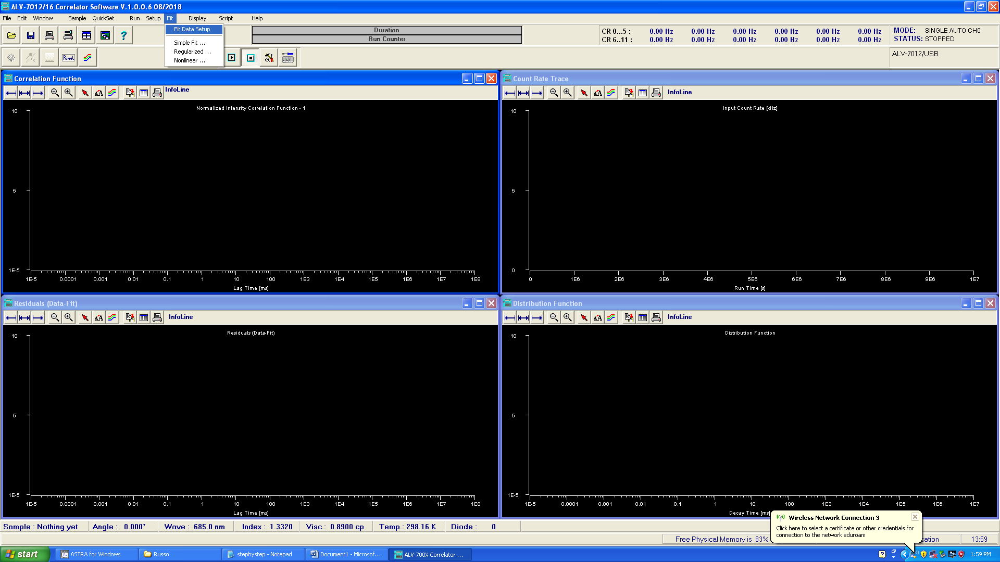 ALV-7012/16 Correlator Software V.1.0.0.6 08/2018
File Edit Window Sample QuickSet Run Setup Fit Display Script Help
Fit Data Setup
Simple Fit ...
Regularized ...
Nonlinear ...
Duration
Run Counter
CR 0...5 : 0.00 Hz 0.00 Hz 0.00 Hz 0.00 Hz 0.00 Hz 0.00 Hz
CR 6...11 : 0.00 Hz 0.00 Hz 0.00 Hz 0.00 Hz 0.00 Hz 0.00 Hz
MODE: SINGLE AUTO CH0
STATUS: STOPPED
Panel
ALV-7012/USB
Correlation Function
InfoLine
Normalized Intensity Correlation Function - 1
10
5
1E-5
1E-5 0.0001 0.001 0.01 0.1 1 10 100 1E3 1E4 1E5 1E6 1E7 1E8
Lag Time [ms]
Count Rate Trace
InfoLine
Input Count Rate [kHz]
10
5
0
0 1E6 2E6 3E6 4E6 5E6 6E6 7E6 8E6 9E6 1E7
Run Time [s]
Residuals (Data-Fit)
InfoLine
Residuals (Data-Fit)
10
5
1E-5
1E-5 0.0001 0.001 0.01 0.1 1 10 100 1E3 1E4 1E5 1E6 1E7 1E8
Lag Time [ms]
Distribution Function
InfoLine
Distribution Function
10
5
1E-5
1E-5 0.0001 0.001 0.01 0.1 1 10 100 1E3 1E4 1E5 1E6 1E7
Decay Time [ms]
Sample : Nothing yet Angle : 0.000° Wave : 685.0 nm Index : 1.3320 Visc.: 0.8900 cp Temp.: 298.16 K Diode : 0
Wireless Network Connection 3
Click here to select a certificate or other credentials for
connection to the network eduroam
Free Physical Memory is 83% cation 13:59
start ASTRA for Windows Russo stepbystep - Notepad Document1 - Microsof... ALV-700X Correlator ... 1:59 PM